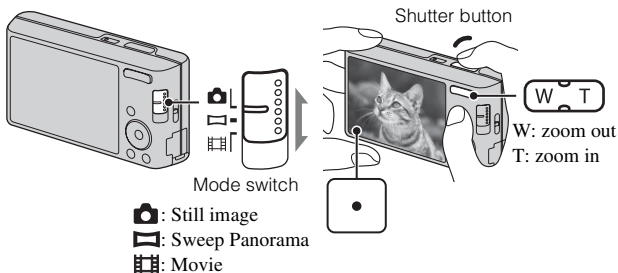 Shutter button
W T
W: zoom out
T: zoom in
Mode switch
: Still image
: Sweep Panorama
: Movie